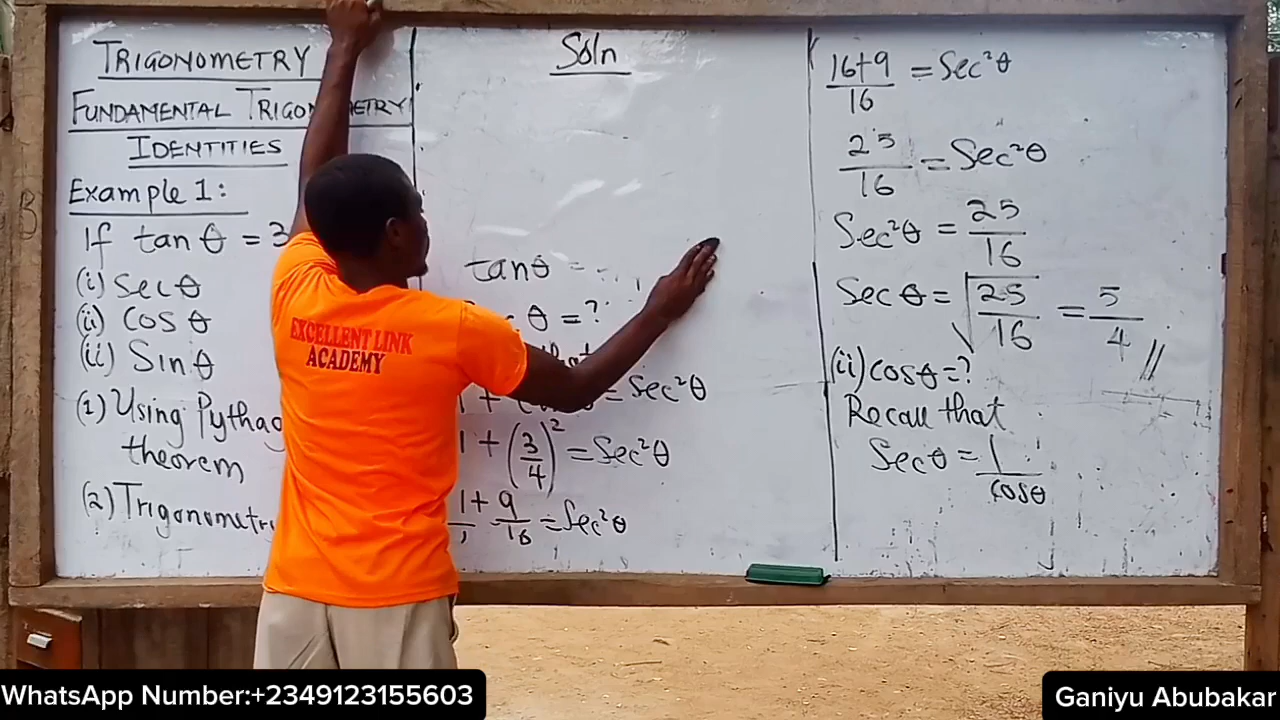 TRIGONOMETRY
FUNDAMENTAL TRIGONOMETRY
IDENTITIES
Example 1:
If tan θ = 3
(i) sec θ
(ii) cos θ
(ii) Sin θ
(1) Using Pythag
theorem
(2) Trigonometri
Soln
tan θ =
θ = ?
1 + = Sec²θ
1 + (3/4)² = Sec²θ
1 + 9/16 = Sec²θ
16+9/16 = Sec²θ
25/16 = Sec²θ
Sec²θ = 25/16
Sec θ = √25/16 = 5/4 //
(ii) cos θ = ?
Recall that
Sec θ = 1/cos θ
EXCELLENT LINK
ACADEMY
WhatsApp Number:+2349123155603
Ganiyu Abubakar